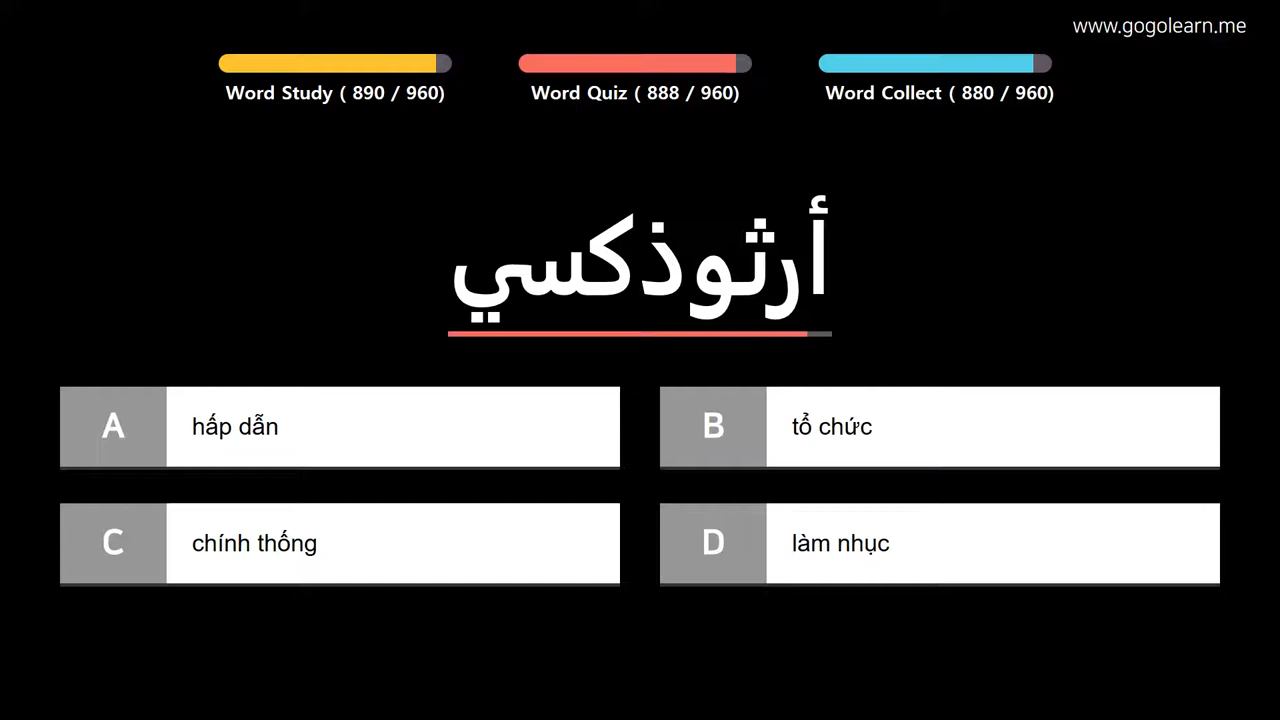 www.gogolearn.me
Word Study ( 890 / 960)
Word Quiz ( 888 / 960)
Word Collect ( 880 / 960)
أرثوذكسي
A hấp dẫn
B tổ chức
C chính thống
D làm nhục